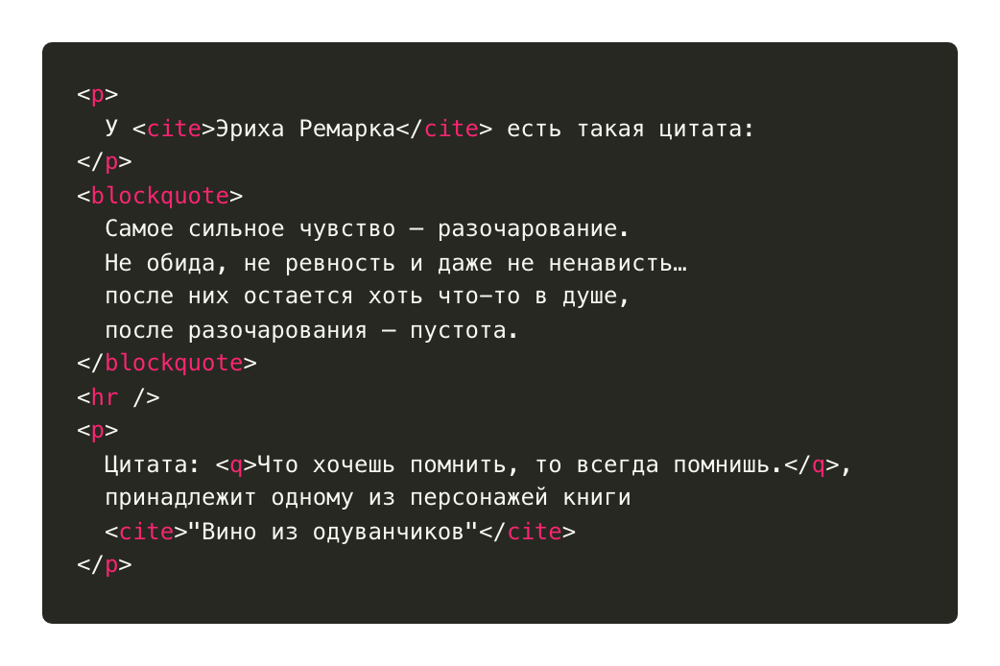 <p>
У <cite>Эриха Ремарка</cite> есть такая цитата:
</p>
<blockquote>
Самое сильное чувство — разочарование.
Не обида, не ревность и даже не ненависть…
после них остается хоть что-то в душе,
после разочарования — пустота.
</blockquote>
<hr />
<p>
Цитата: <q>Что хочешь помнить, то всегда помнишь.</q>,
принадлежит одному из персонажей книги
<cite>"Вино из одуванчиков"</cite>
</p>